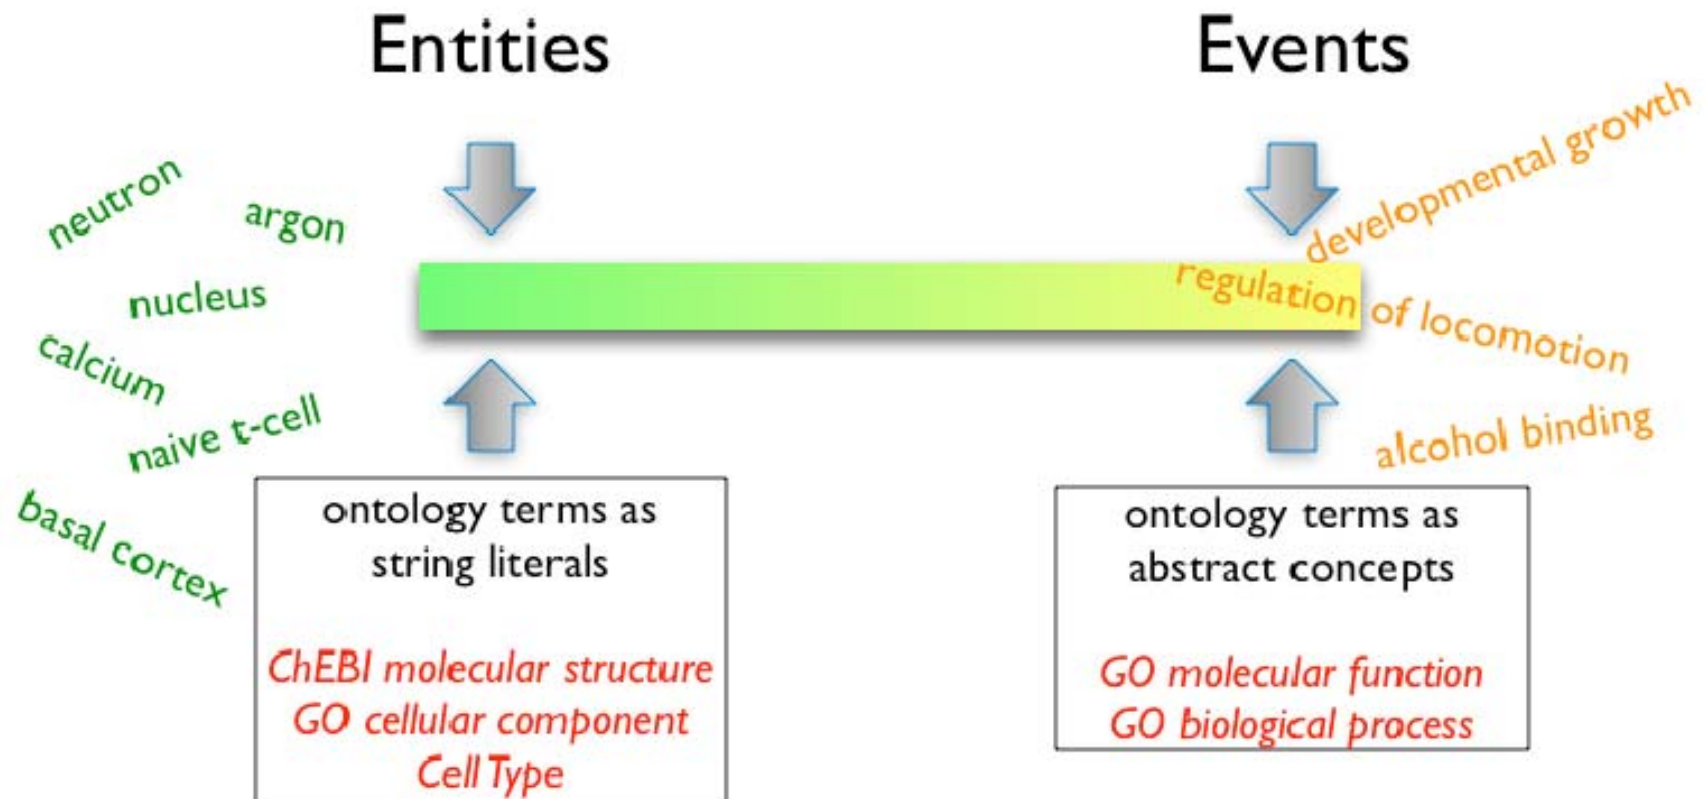 Entities
Events
neutron
argon
nucleus
calcium
naive t-cell
basal cortex
developmental growth
regulation of locomotion
alcohol binding
ontology terms as
string literals
ChEBI molecular structure
GO cellular component
Cell Type
ontology terms as
abstract concepts
GO molecular function
GO biological process